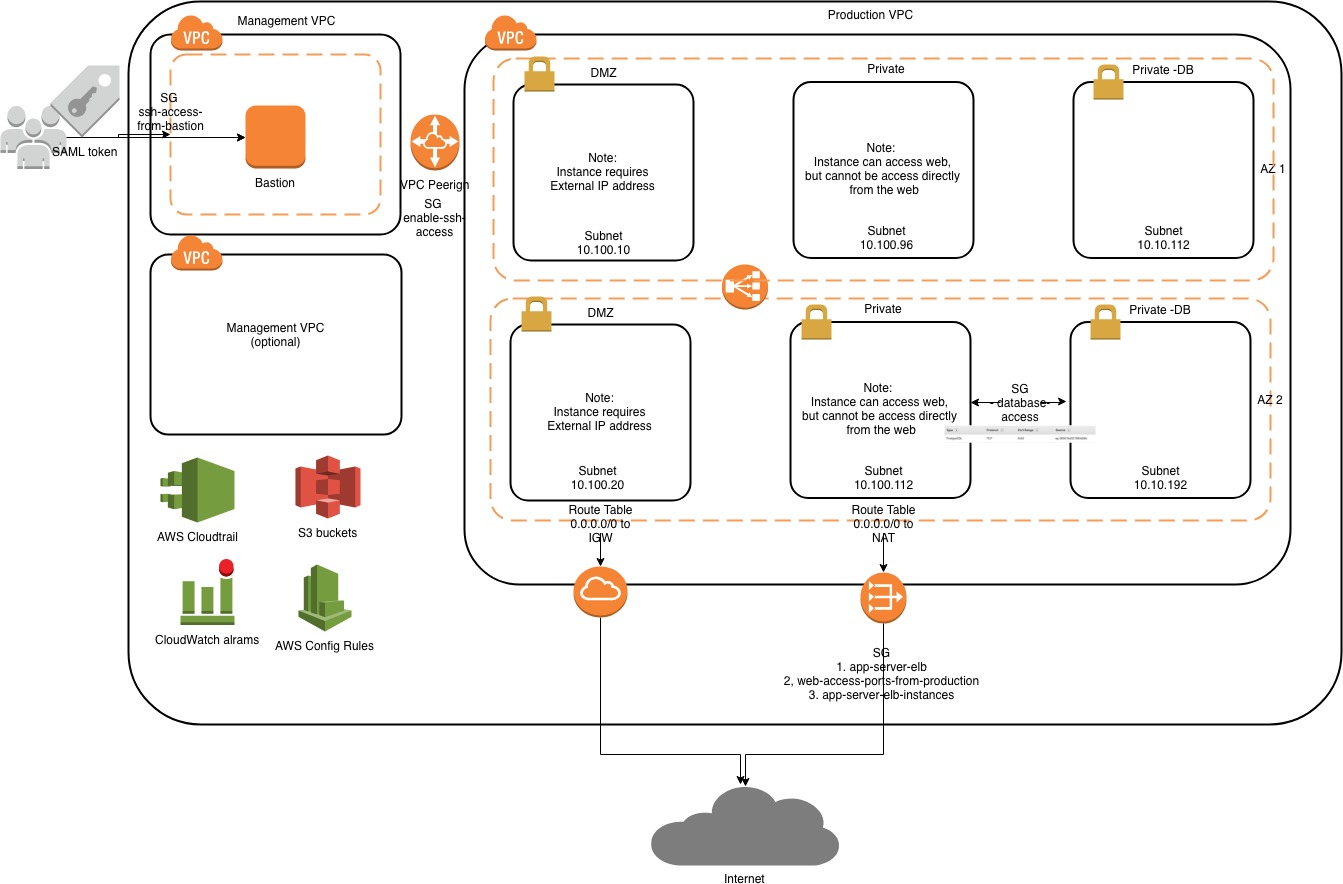 Management VPC
Production VPC
VPC
VPC
SG
ssh-access-
from-bastion
SAML token
Bastion
VPC Peerign
SG
enable-ssh-
access
DMZ
Note:
Instance requires
External IP address
Subnet
10.100.10
Private
Note:
Instance can access web,
but cannot be access directly
from the web
Subnet
10.100.96
Private -DB
Subnet
10.10.112
AZ 1
VPC
Management VPC
(optional)
DMZ
Note:
Instance requires
External IP address
Subnet
10.100.20
Private
Note:
Instance can access web,
but cannot be access directly
from the web
Subnet
10.100.112
SG
- database-
access
Private -DB
Subnet
10.10.192
AZ 2
Route Table
0.0.0.0/0 to
IGW
Route Table
0.0.0.0/0 to
NAT
AWS Cloudtrail
S3 buckets
CloudWatch alrams
AWS Config Rules
SG
1. app-server-elb
2, web-access-ports-from-production
3. app-server-elb-instances
Internet